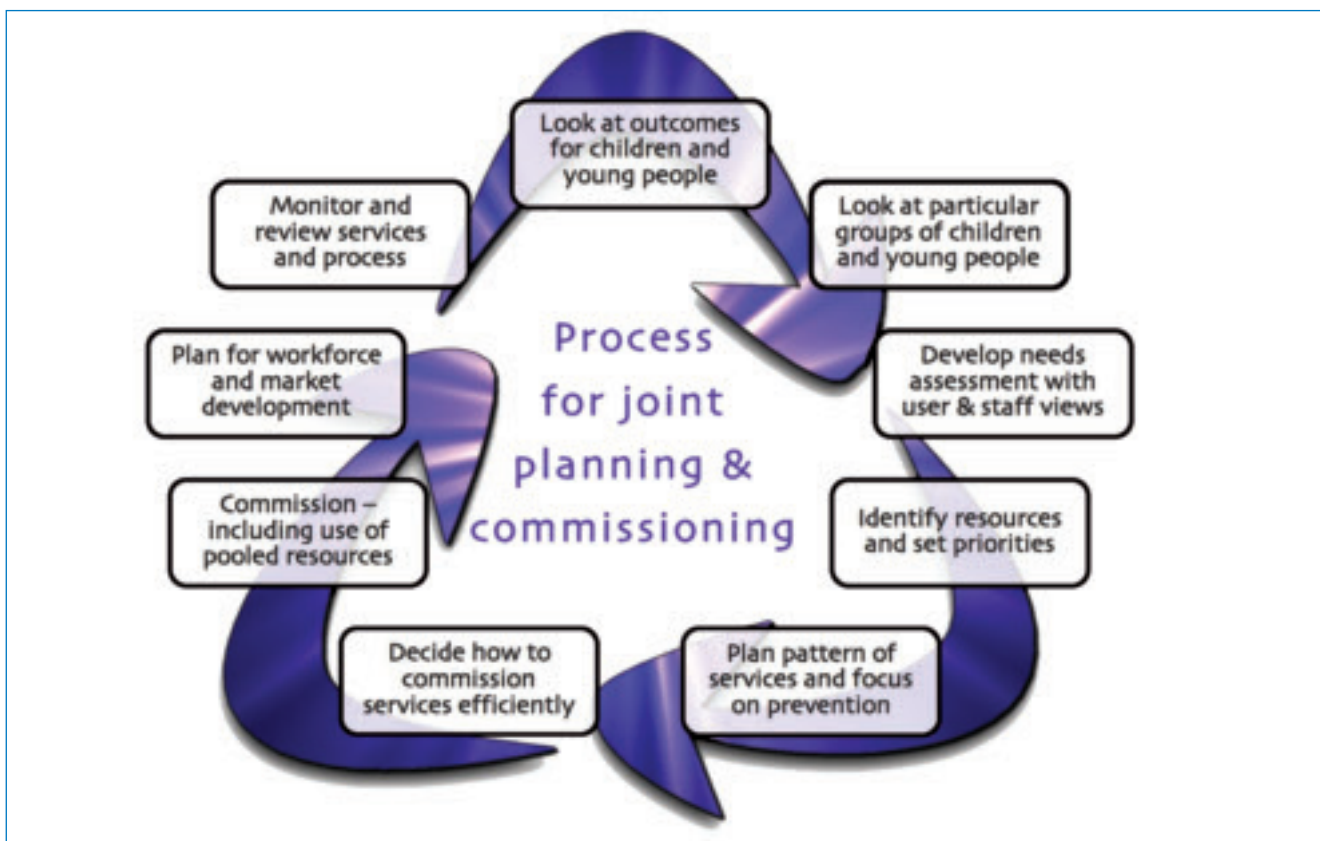 Look at outcomes
for children and
young people
Look at particular
groups of children
and young people
Develop needs
assessment with
user & staff views
Identify resources
and set priorities
Plan pattern of
services and focus
on prevention
Decide how to
commission
services efficiently
Commission –
including use of
pooled resources
Plan for workforce
and market
development
Monitor and
review services
and process
Process
for joint
planning &
commissioning